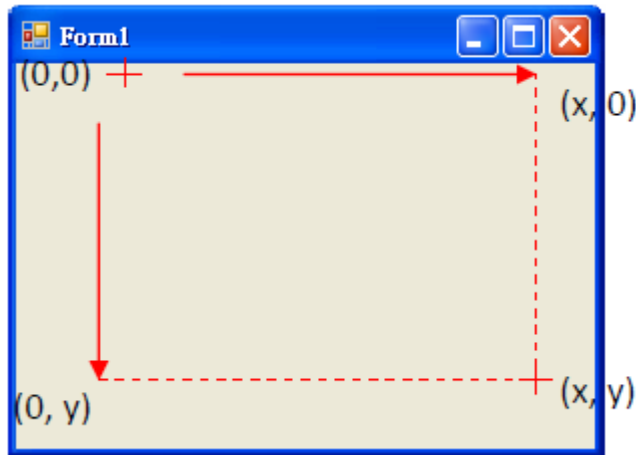 Form1
(0,0)
(x, 0)
(0, y)
(x, y)